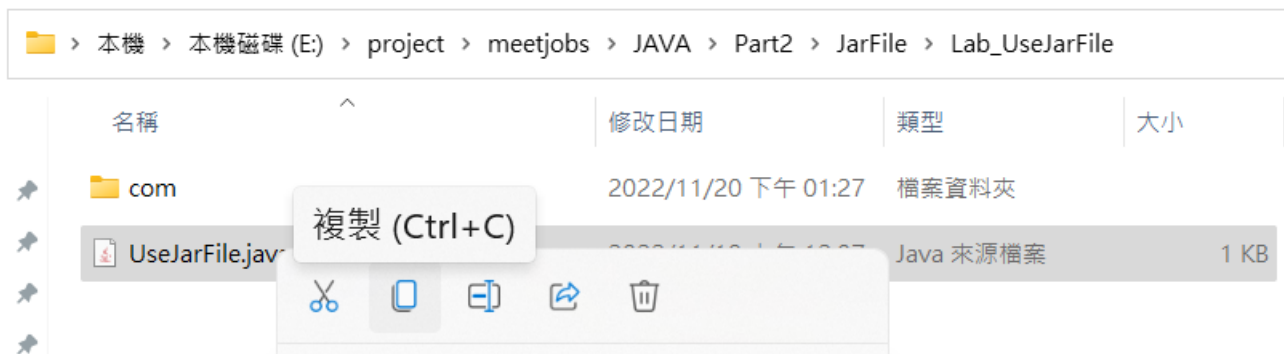 本機 > 本機磁碟 (E:) > project > meetjobs > JAVA > Part2 > JarFile > Lab_UseJarFile
名稱 修改日期 類型 大小
com 2022/11/20 下午 01:27 檔案資料夾
複製 (Ctrl+C)
UseJarFile.java Java 來源檔案 1 KB